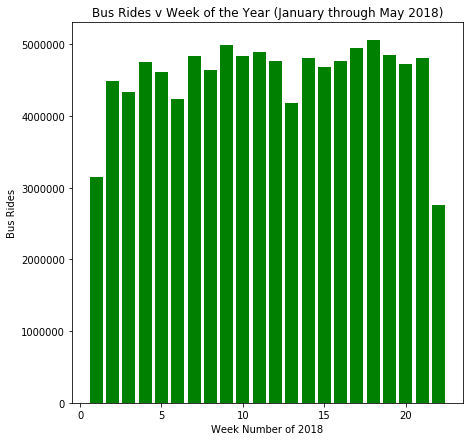 Bus Rides v Week of the Year (January through May 2018)
5000000
4000000
3000000
2000000
1000000
0
Bus Rides
0 5 10 15 20
Week Number of 2018